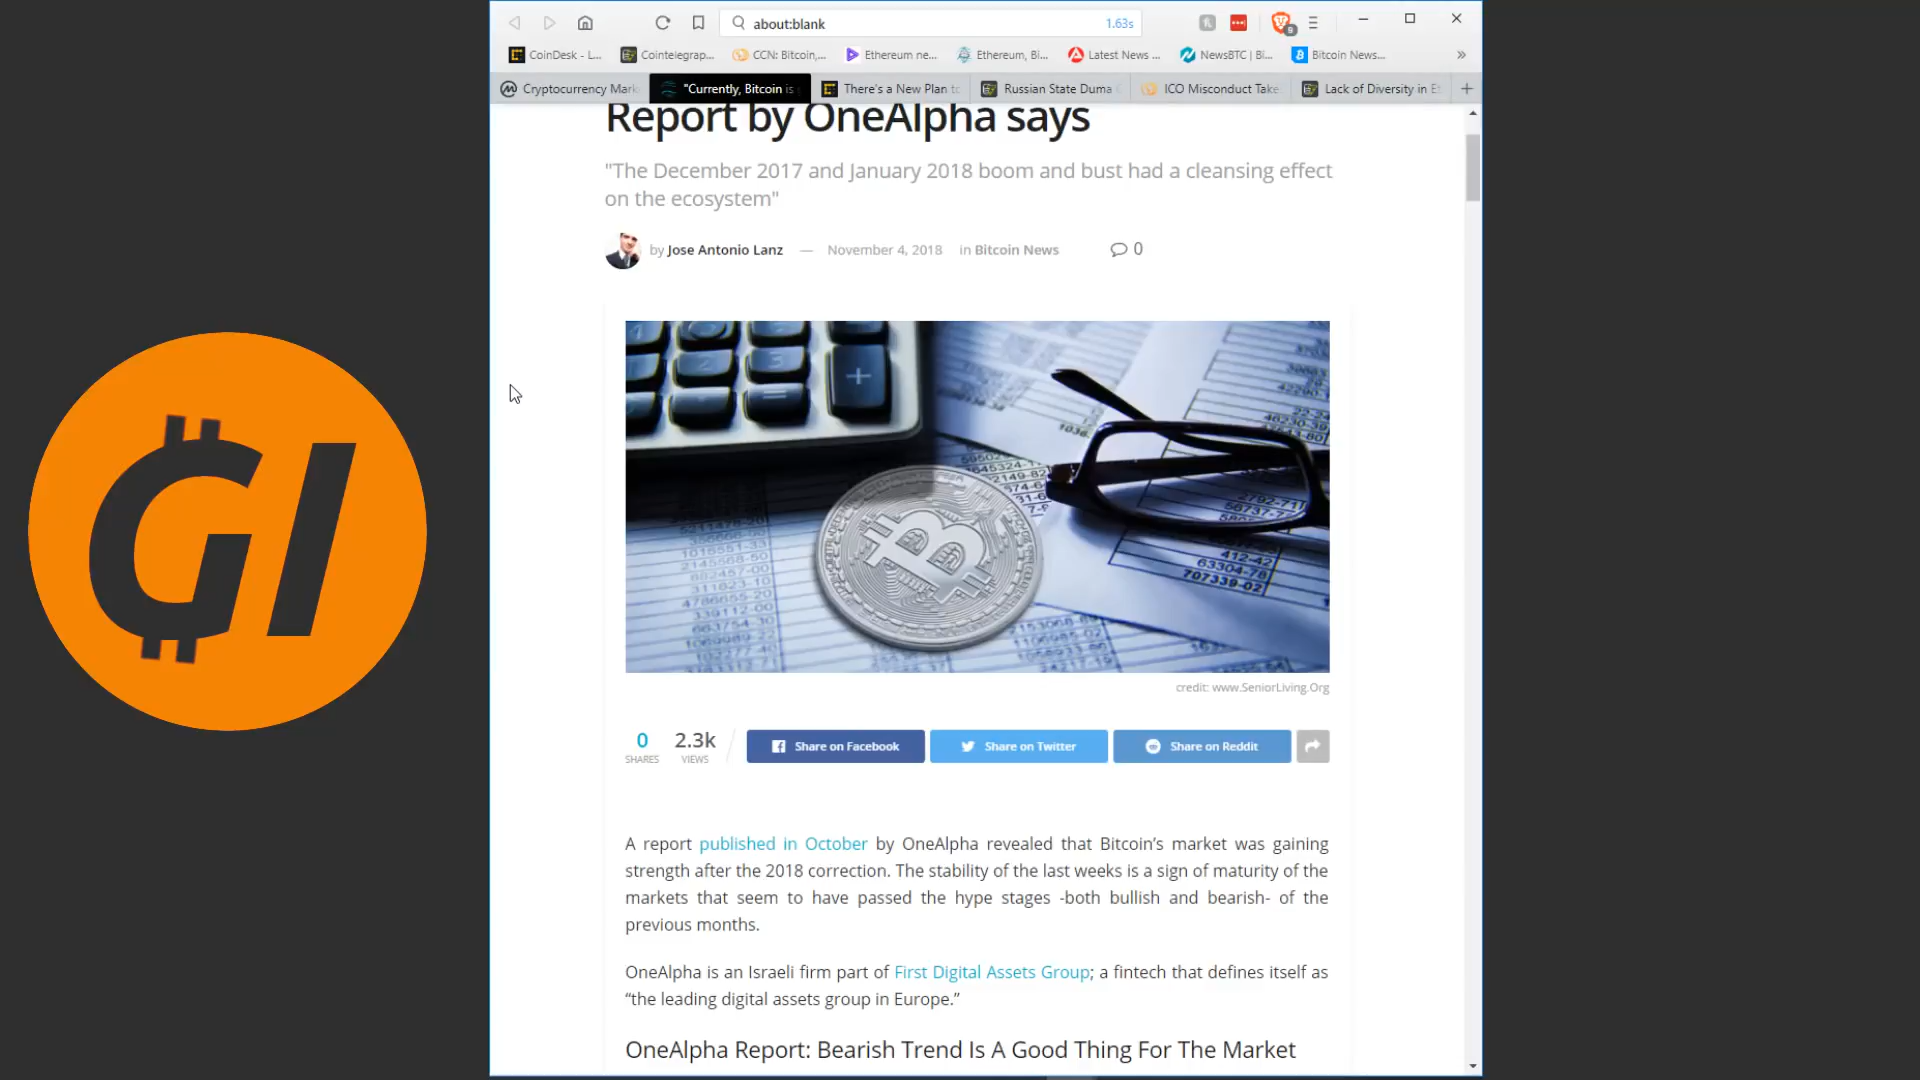 about:blank
1.63s
9
CoinDesk - L...
Cointelegrap...
CCN: Bitcoin,...
Ethereum ne...
Ethereum, Bi...
Latest News ...
NewsBTC | Bi...
Bitcoin News...
»
Cryptocurrency Mark
"Currently, Bitcoin is
There's a New Plan to
Russian State Duma
ICO Misconduct Take
Lack of Diversity in E
Report by OneAlpha says
"The December 2017 and January 2018 boom and bust had a cleansing effect
on the ecosystem"
by Jose Antonio Lanz — November 4, 2018 in Bitcoin News 0
GI
credit: www.SeniorLiving.Org
0
SHARES
2.3k
VIEWS
Share on Facebook
Share on Twitter
Share on Reddit
A report published in October by OneAlpha revealed that Bitcoin’s market was gaining
strength after the 2018 correction. The stability of the last weeks is a sign of maturity of the
markets that seem to have passed the hype stages -both bullish and bearish- of the
previous months.
OneAlpha is an Israeli firm part of First Digital Assets Group; a fintech that defines itself as
“the leading digital assets group in Europe.”
OneAlpha Report: Bearish Trend Is A Good Thing For The Market